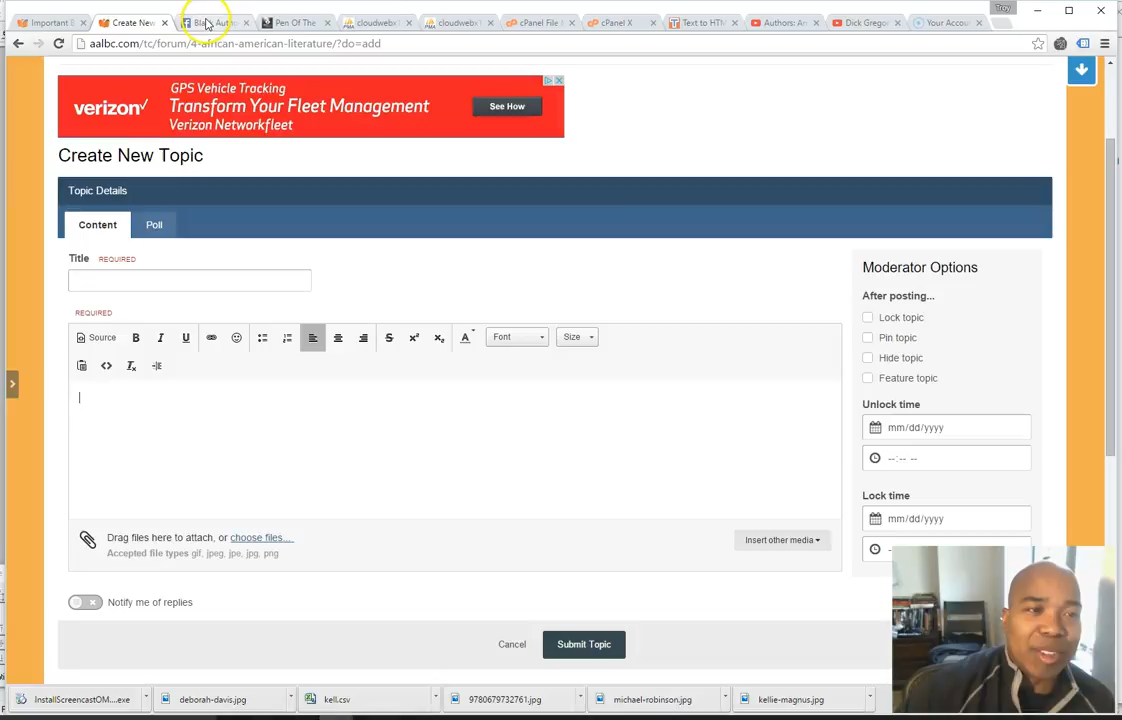 Troy
Important
Create New
Bla Autho
Pen Of The
cloudwebx
cloudwebx
cPanel File
cPanel X
Text to HTM
Authors: An
Dick Grego
Your Accou
aalbc.com/tc/forum/4-african-american-literature/?do=add
GPS Vehicle Tracking
verizon✓ Transform Your Fleet Management See How
Verizon Networkfleet
Create New Topic
Topic Details
Content Poll
Title REQUIRED
REQUIRED
Source B I U S x² x₂ A Font Size
Drag files here to attach, or choose files...
Accepted file types gif, jpeg, jpe, jpg, png
Insert other media
Notify me of replies
Cancel Submit Topic
Moderator Options
After posting...
Lock topic
Pin topic
Hide topic
Feature topic
Unlock time
mm/dd/yyyy
--:-- --
Lock time
mm/dd/yyyy
InstallScreencastOM....exe
deborah-davis.jpg
kell.csv
9780679732761.jpg
michael-robinson.jpg
kellie-magnus.jpg